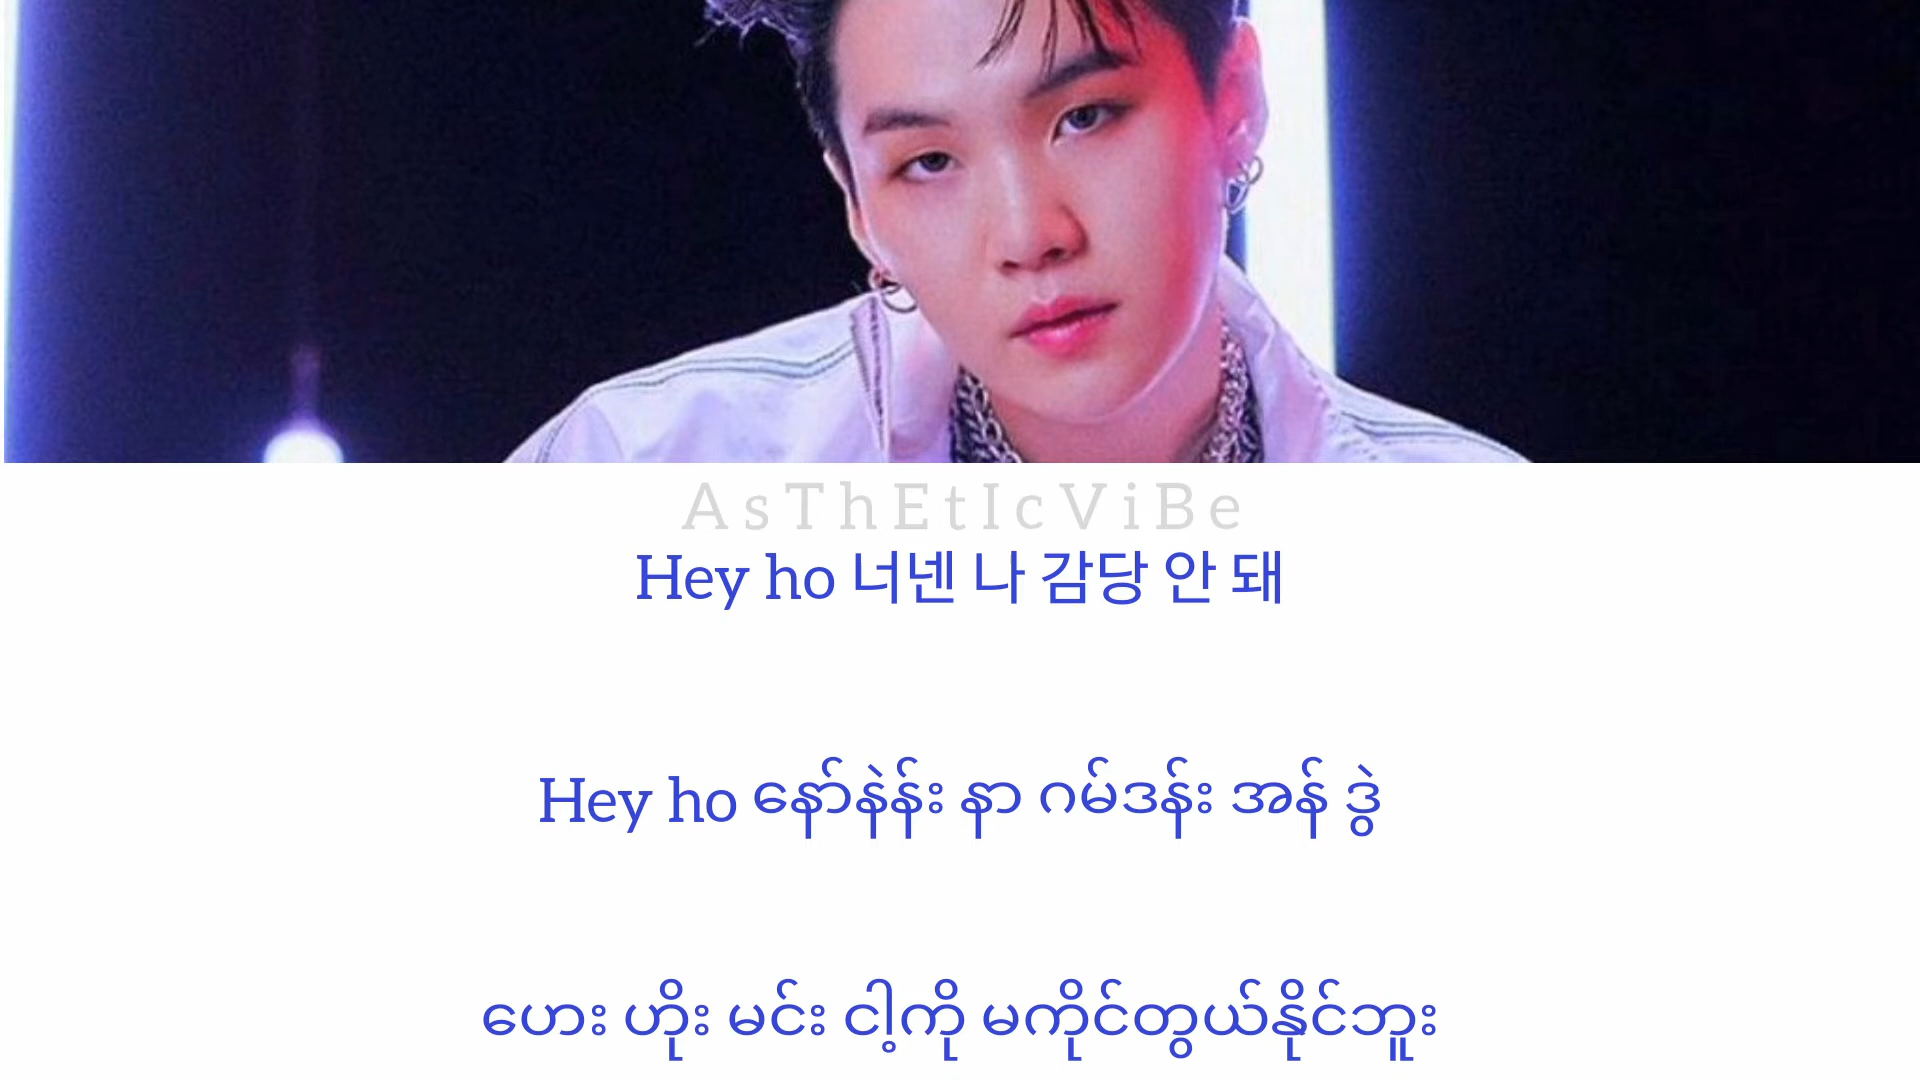 AsThEtIcViBe
Hey ho 너넨 나 감당 안 돼
Hey ho နော်နဲန်း နာ ဂမ်ဒန်း အန် ဒွဲ
ဟေး ဟိုး မင်း ငါ့ကို မကိုင်တွယ်နိုင်ဘူး